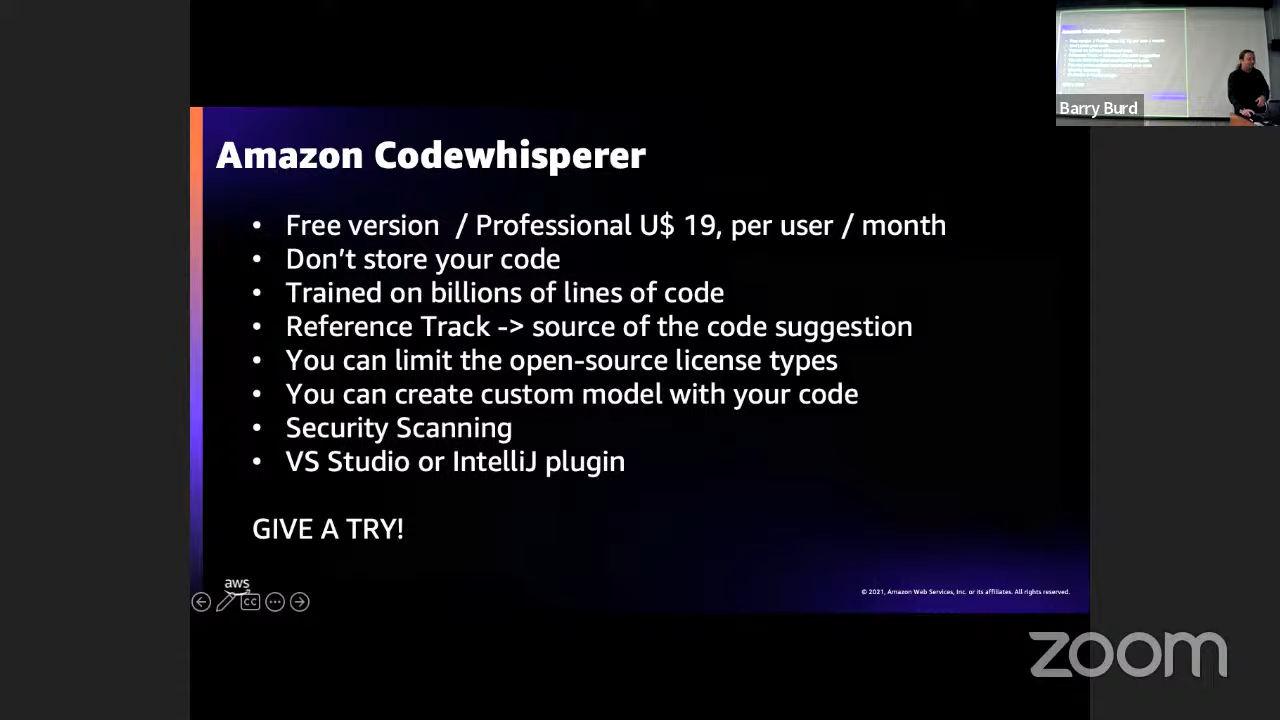 Amazon Codewhisperer
• Free version / Professional U$ 19, per user / month
• Don’t store your code
• Trained on billions of lines of code
• Reference Track -> source of the code suggestion
• You can limit the open-source license types
• You can create custom model with your code
• Security Scanning
• VS Studio or IntelliJ plugin
GIVE A TRY!
aws
CC
© 2021, Amazon Web Services, Inc. or its affiliates. All rights reserved.
Amazon Codewhisperer
Barry Burd
zoom